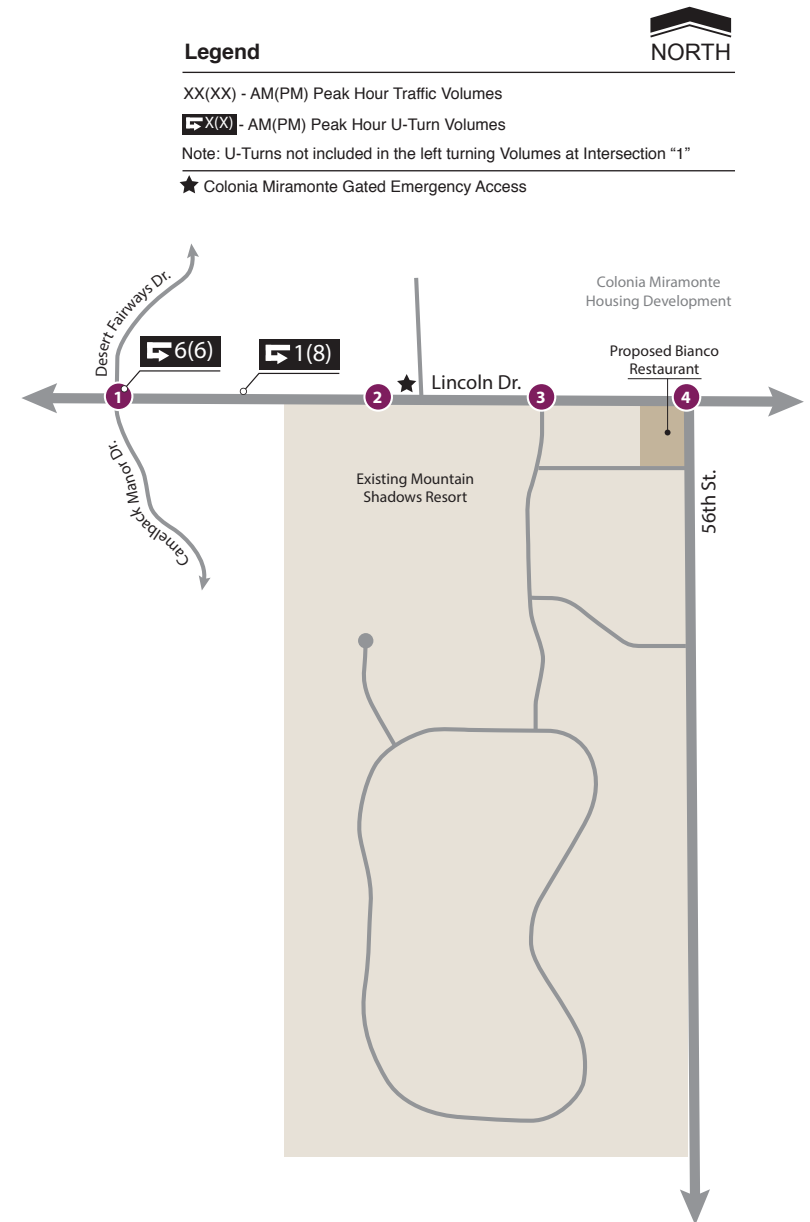 Legend
NORTH
XX(XX) - AM(PM) Peak Hour Traffic Volumes
X(X) - AM(PM) Peak Hour U-Turn Volumes
Note: U-Turns not included in the left turning Volumes at Intersection “1”
Colonia Miramonte Gated Emergency Access
Desert Fairways Dr.
Colonia Miramonte
Housing Development
6(6)
1(8)
Proposed Bianco
Restaurant
1
2
Lincoln Dr.
3
4
Camelback Manor Dr.
Existing Mountain
Shadows Resort
56th St.